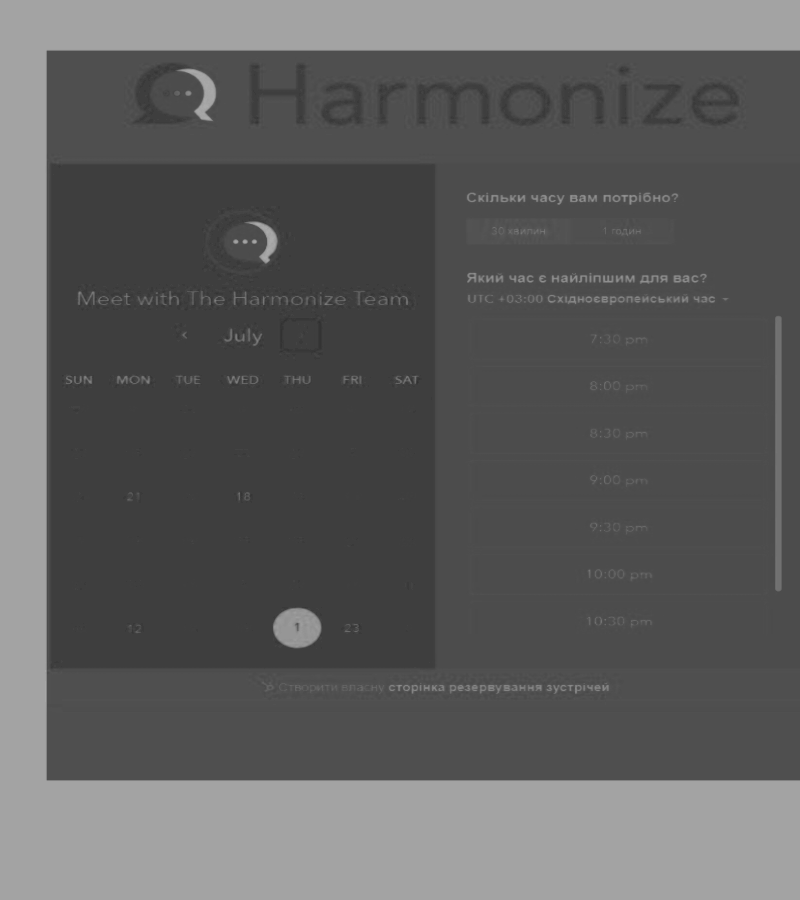 Harmonize
Meet with The Harmonize Team
July
SUN MON TUE WED THU FRI SAT
21 18
12 1 23
Скільки часу вам потрібно?
30 хвилин 1 годин
Який час є найліпшим для вас?
UTC +03:00 Східноєвропейський час
7:30 pm
8:00 pm
8:30 pm
9:00 pm
9:30 pm
10:00 pm
10:30 pm
Створити власну сторінка резервування зустрічей